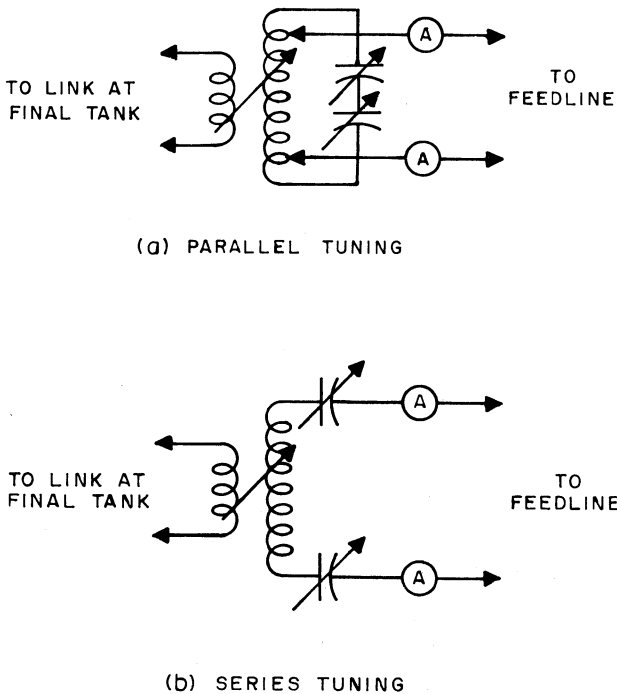 A
TO LINK AT
FINAL TANK
TO
FEEDLINE
A
(a) PARALLEL TUNING
A
TO LINK AT
FINAL TANK
TO
FEEDLINE
A
(b) SERIES TUNING